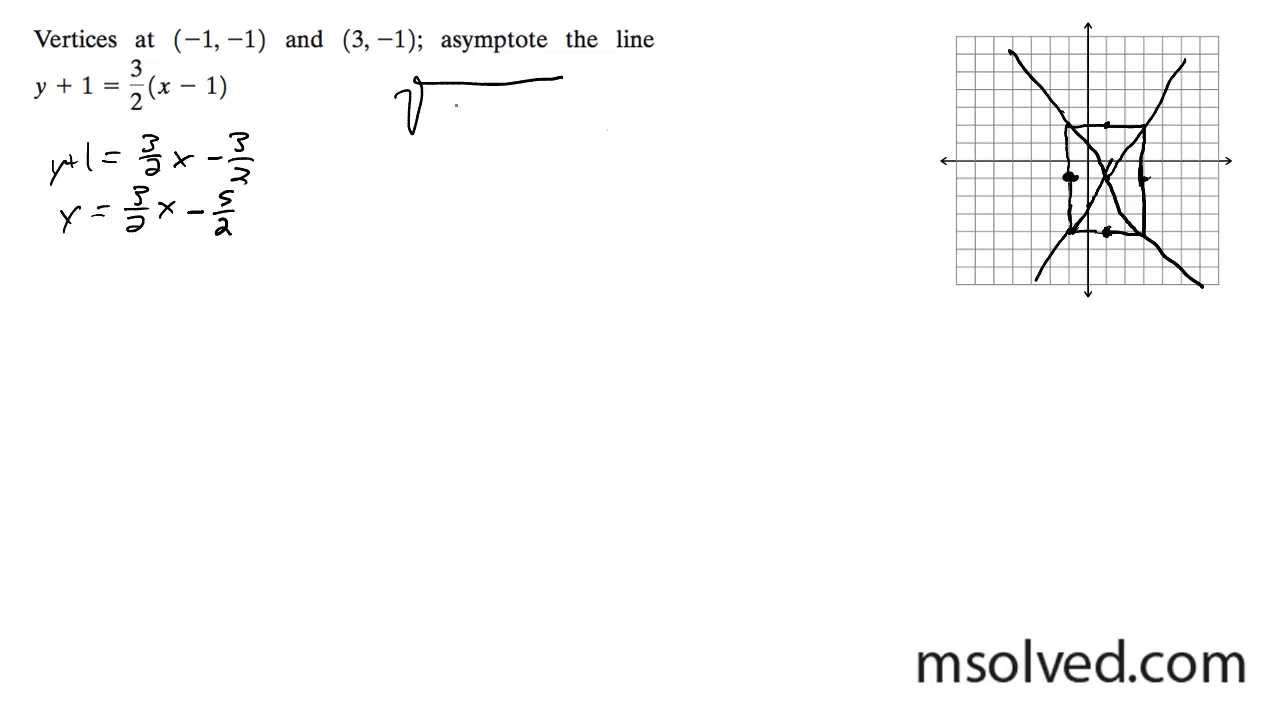 Vertices at (−1, −1) and (3, −1); asymptote the line
y + 1 = 3/2 (x − 1)
y+1 = 3/2 x - 3/2
y = 3/2 x - 5/2
√
msolved.com